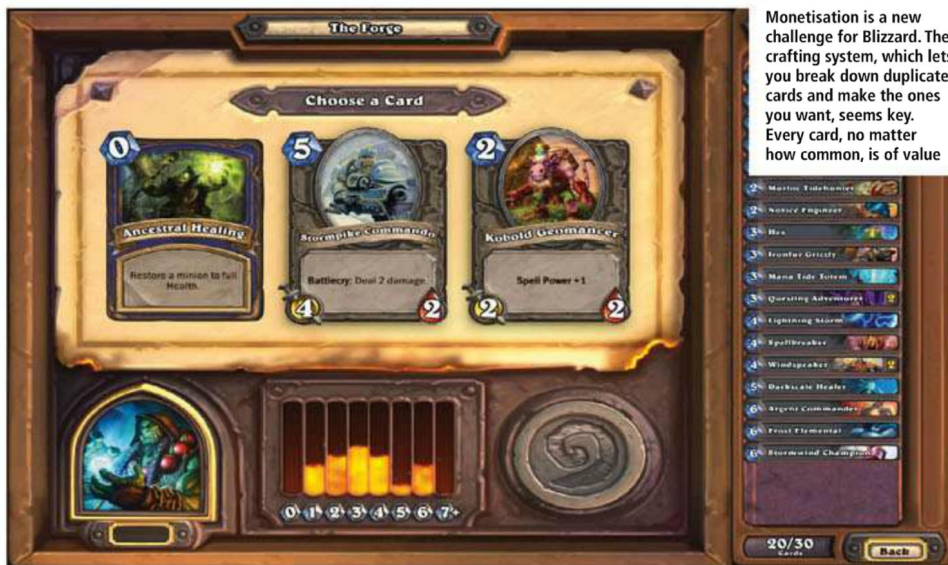 The Forge
Choose a Card
0
Ancestral Healing
Restore a minion to full
Health.
5
Stormpike Commando
Battlecry: Deal 2 damage.
4
2
2
Kobold Geomancer
Spell Power +1
2
2
0 1 2 3 4 5 6 7+
Monetisation is a new
challenge for Blizzard. The
crafting system, which lets
you break down duplicate
cards and make the ones
you want, seems key.
Every card, no matter
how common, is of value
2 Murloc Tidehunter
2 Novice Engineer
3 Hex
3 Ironfur Grizzly
3 Mana Tide Totem
3 Questing Adventurer 2
4 Lightning Storm
4 Spellbreaker
4 Windspeaker 2
5 Darkscale Healer
6 Argent Commander
6 Frost Elemental
6 Stormwind Champion
20/30
Cards
Back